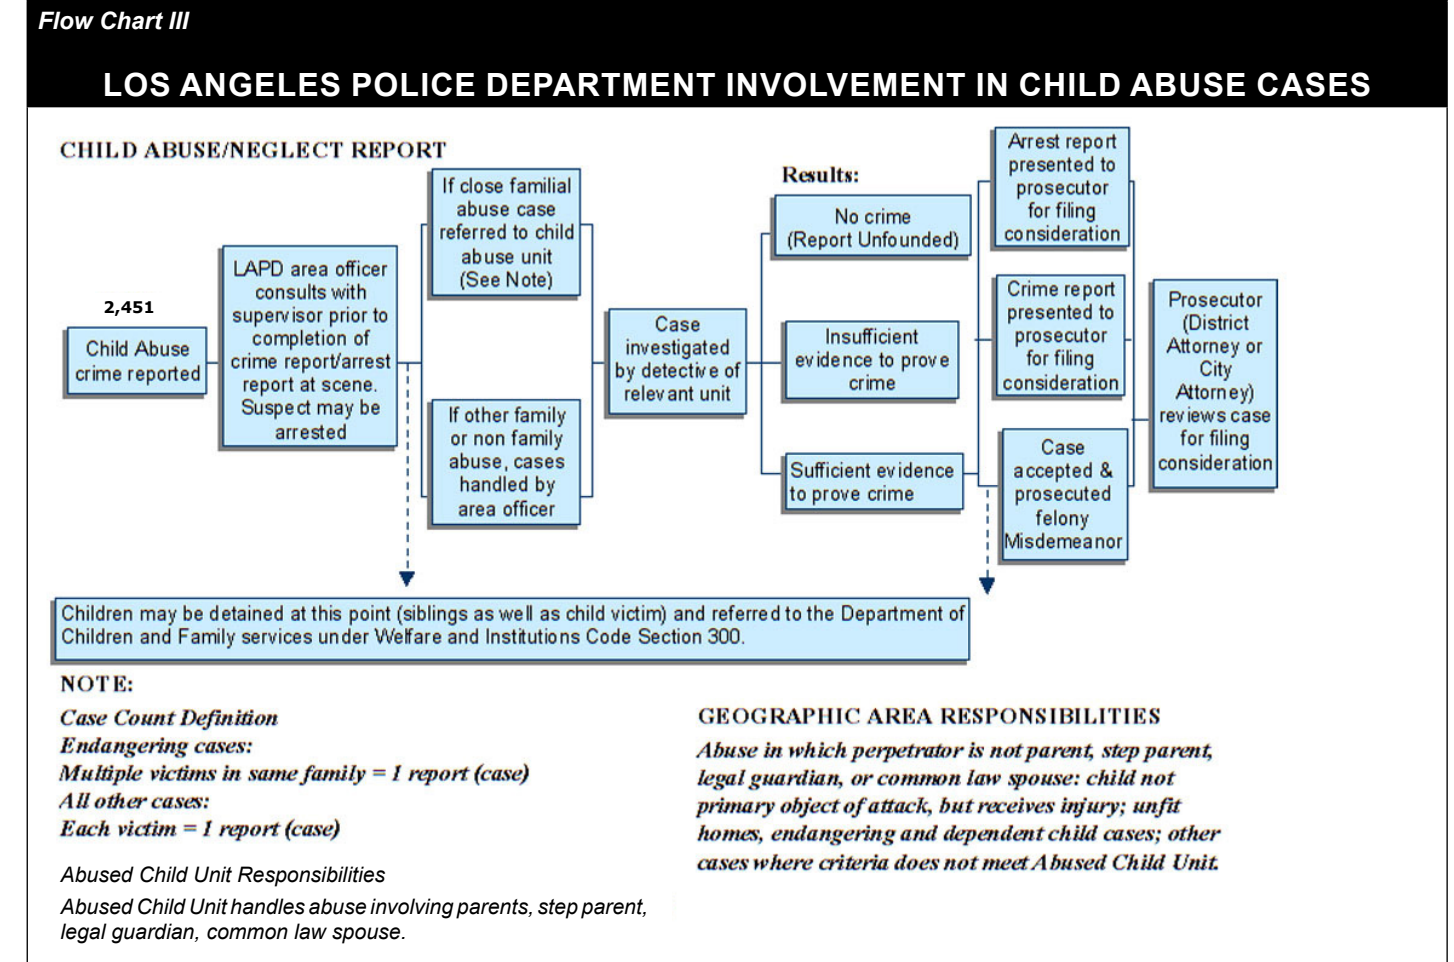 Flow Chart III
LOS ANGELES POLICE DEPARTMENT INVOLVEMENT IN CHILD ABUSE CASES
CHILD ABUSE/NEGLECT REPORT
2,451
Child Abuse
crime reported
LAPD area officer
consults with
supervisor prior to
completion of
crime report/arrest
report at scene.
Suspect may be
arrested
If close familial
abuse case
referred to child
abuse unit
(See Note)
If other family
or non family
abuse, cases
handled by
area officer
Case
investigated
by detective of
relevant unit
Results:
No crime
(Report Unfounded)
Insufficient
evidence to prove
crime
Sufficient evidence
to prove crime
Arrest report
presented to
prosecutor
for filing
consideration
Crime report
presented to
prosecutor
for filing
consideration
Case
accepted &
prosecuted
felony
Misdemeanor
Prosecutor
(District
Attorney or
City
Attorney)
reviews case
for filing
consideration
Children may be detained at this point (siblings as well as child victim) and referred to the Department of
Children and Family services under Welfare and Institutions Code Section 300.
NOTE:
Case Count Definition
Endangering cases:
Multiple victims in same family = 1 report (case)
All other cases:
Each victim = 1 report (case)
Abused Child Unit Responsibilities
Abused Child Unit handles abuse involving parents, step parent,
legal guardian, common law spouse.
GEOGRAPHIC AREA RESPONSIBILITIES
Abuse in which perpetrator is not parent, step parent,
legal guardian, or common law spouse: child not
primary object of attack, but receives injury; unfit
homes, endangering and dependent child cases; other
cases where criteria does not meet Abused Child Unit.